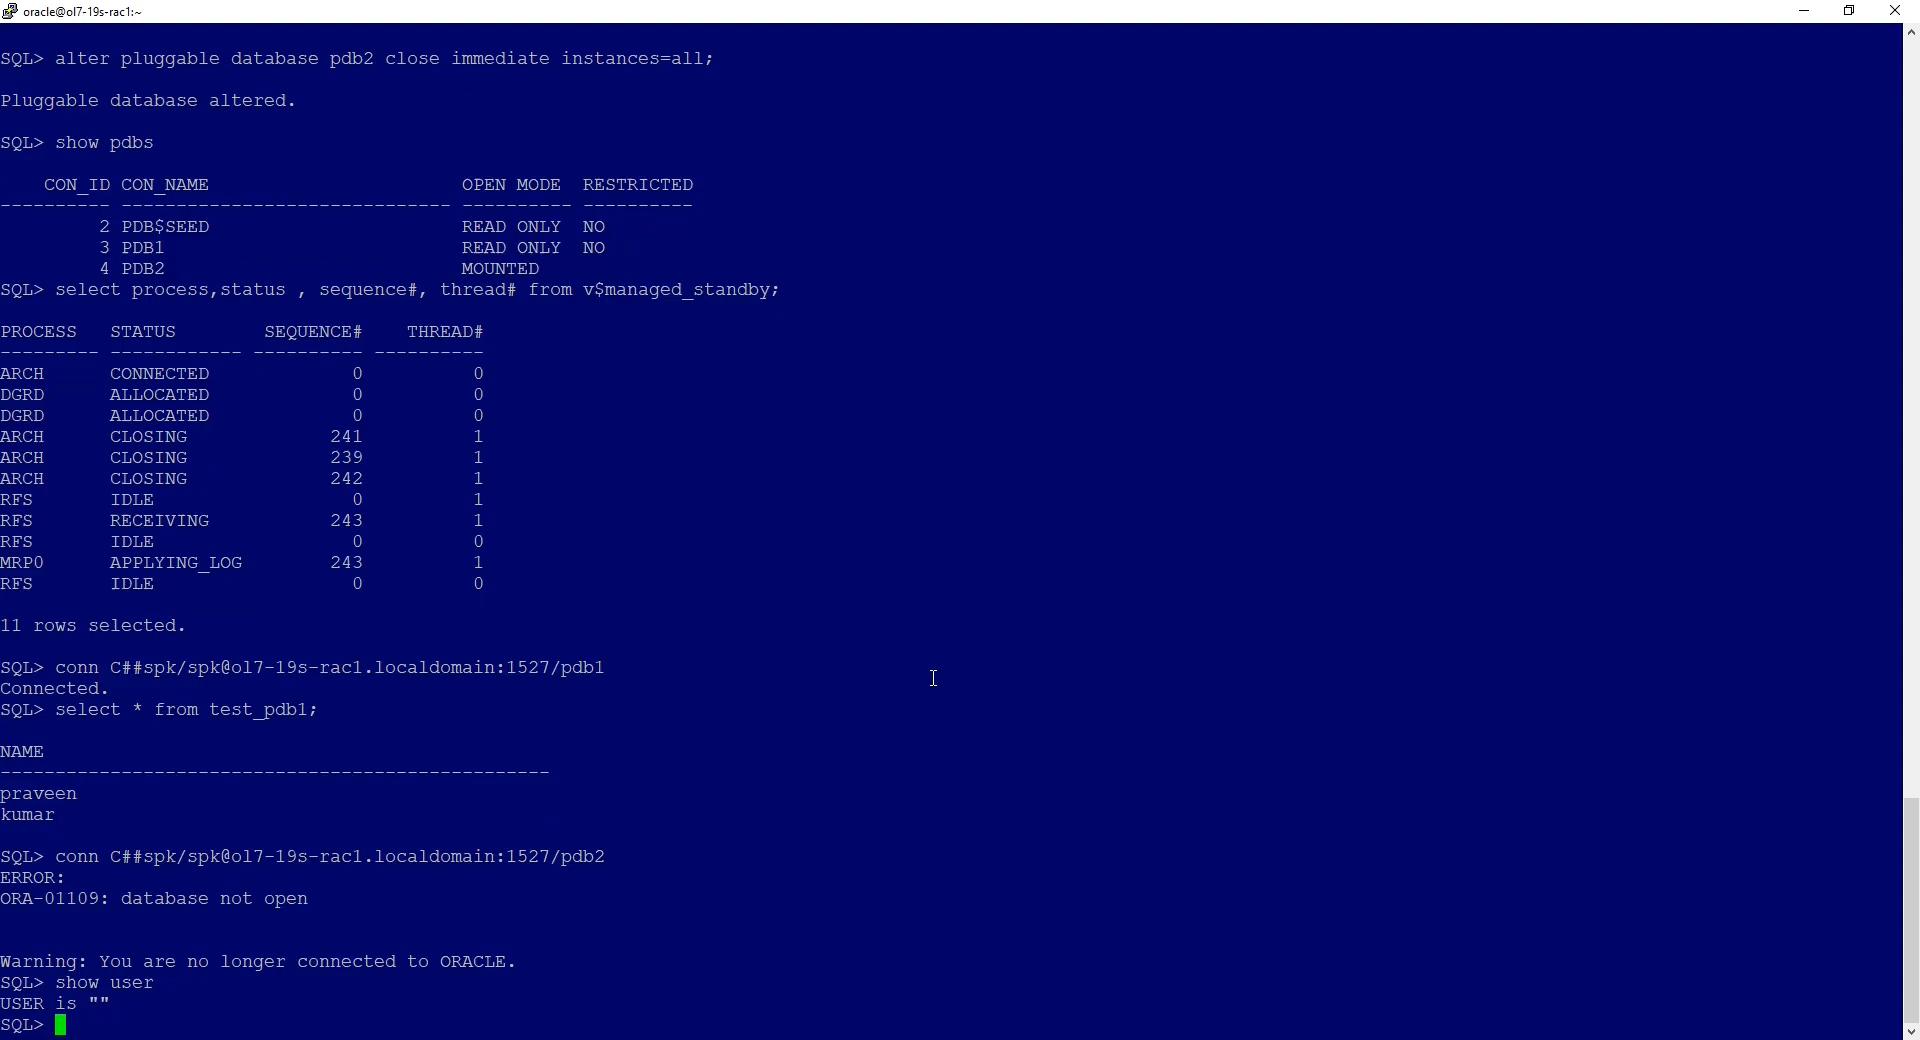 oracle@ol7-19s-rac1:~
SQL> alter pluggable database pdb2 close immediate instances=all;
Pluggable database altered.
SQL> show pdbs
    CON_ID CON_NAME                       OPEN MODE  RESTRICTED
---------- ------------------------------ ---------- ----------
         2 PDB$SEED                       READ ONLY  NO
         3 PDB1                           READ ONLY  NO
         4 PDB2                           MOUNTED
SQL> select process,status , sequence#, thread# from v$managed_standby;
PROCESS   STATUS        SEQUENCE#    THREAD#
--------- ------------ ---------- ----------
ARCH      CONNECTED             0          0
DGRD      ALLOCATED             0          0
DGRD      ALLOCATED             0          0
ARCH      CLOSING             241          1
ARCH      CLOSING             239          1
ARCH      CLOSING             242          1
RFS       IDLE                  0          1
RFS       RECEIVING           243          1
RFS       IDLE                  0          0
MRP0      APPLYING_LOG        243          1
RFS       IDLE                  0          0
11 rows selected.
SQL> conn C##spk/spk@ol7-19s-rac1.localdomain:1527/pdb1
Connected.
SQL> select * from test_pdb1;
NAME
--------------------------------------------------
praveen
kumar
SQL> conn C##spk/spk@ol7-19s-rac1.localdomain:1527/pdb2
ERROR:
ORA-01109: database not open
Warning: You are no longer connected to ORACLE.
SQL> show user
USER is ""
SQL>